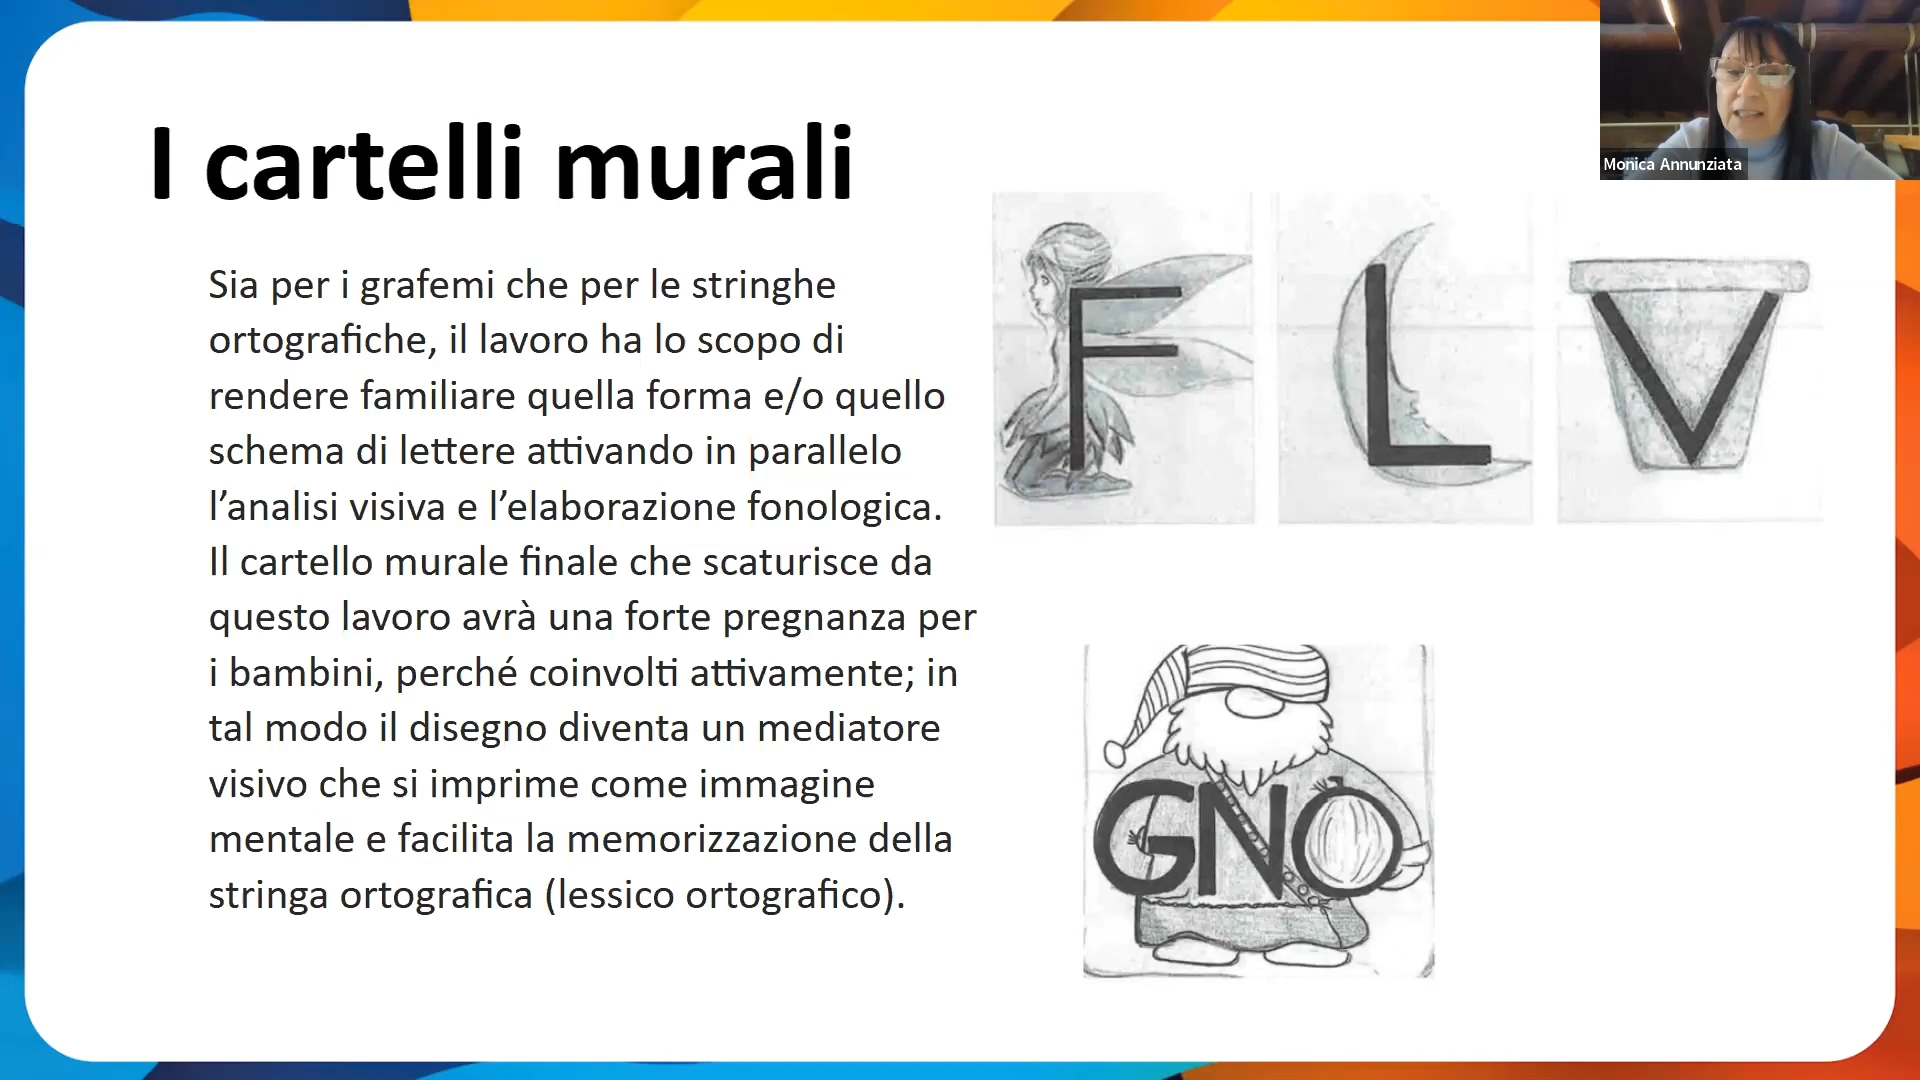 I cartelli murali
Monica Annunziata
Sia per i grafemi che per le stringhe
ortografiche, il lavoro ha lo scopo di
rendere familiare quella forma e/o quello
schema di lettere attivando in parallelo
l’analisi visiva e l’elaborazione fonologica.
Il cartello murale finale che scaturisce da
questo lavoro avrà una forte pregnanza per
i bambini, perché coinvolti attivamente; in
tal modo il disegno diventa un mediatore
visivo che si imprime come immagine
mentale e facilita la memorizzazione della
stringa ortografica (lessico ortografico).
F L V
GNO